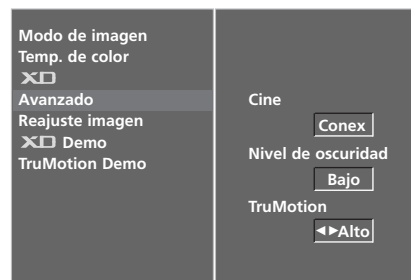 Modo de imagen
Temp. de color
XD
Avanzado
Reajuste imagen
XD Demo
TruMotion Demo
Cine
Conex
Nivel de oscuridad
Bajo
TruMotion
◄►Alto